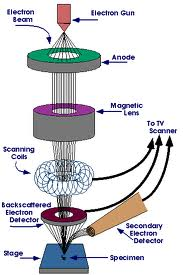 Electron Gun
Electron
Beam
Anode
Magnetic
Lens
To TV
Scanner
Scanning
Coils
Backscattered
Electron
Detector
Secondary
Electron
Detector
Stage
Specimen